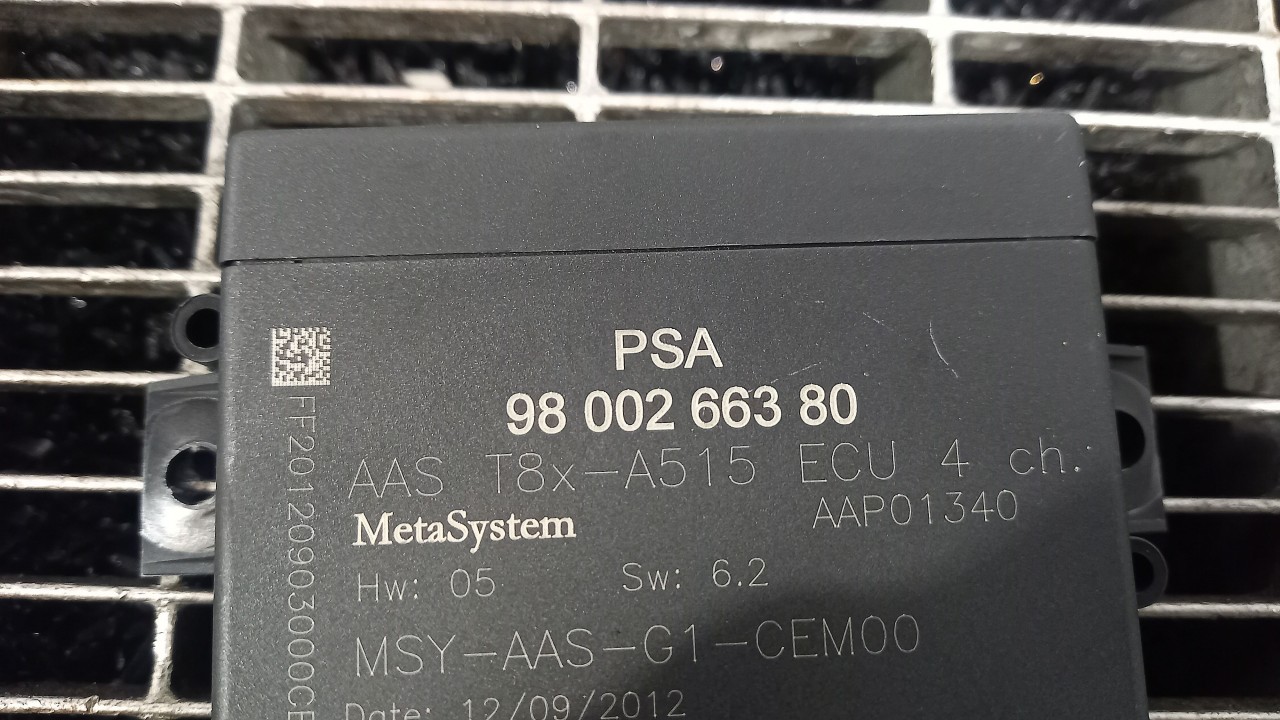 PSA
98 002 663 80
AAS T8x-A515 ECU 4 ch.
AAP01340
MetaSystem
Hw: 05 Sw: 6.2
MSY-AAS-G1-CEM00
Date: 12/09/2012